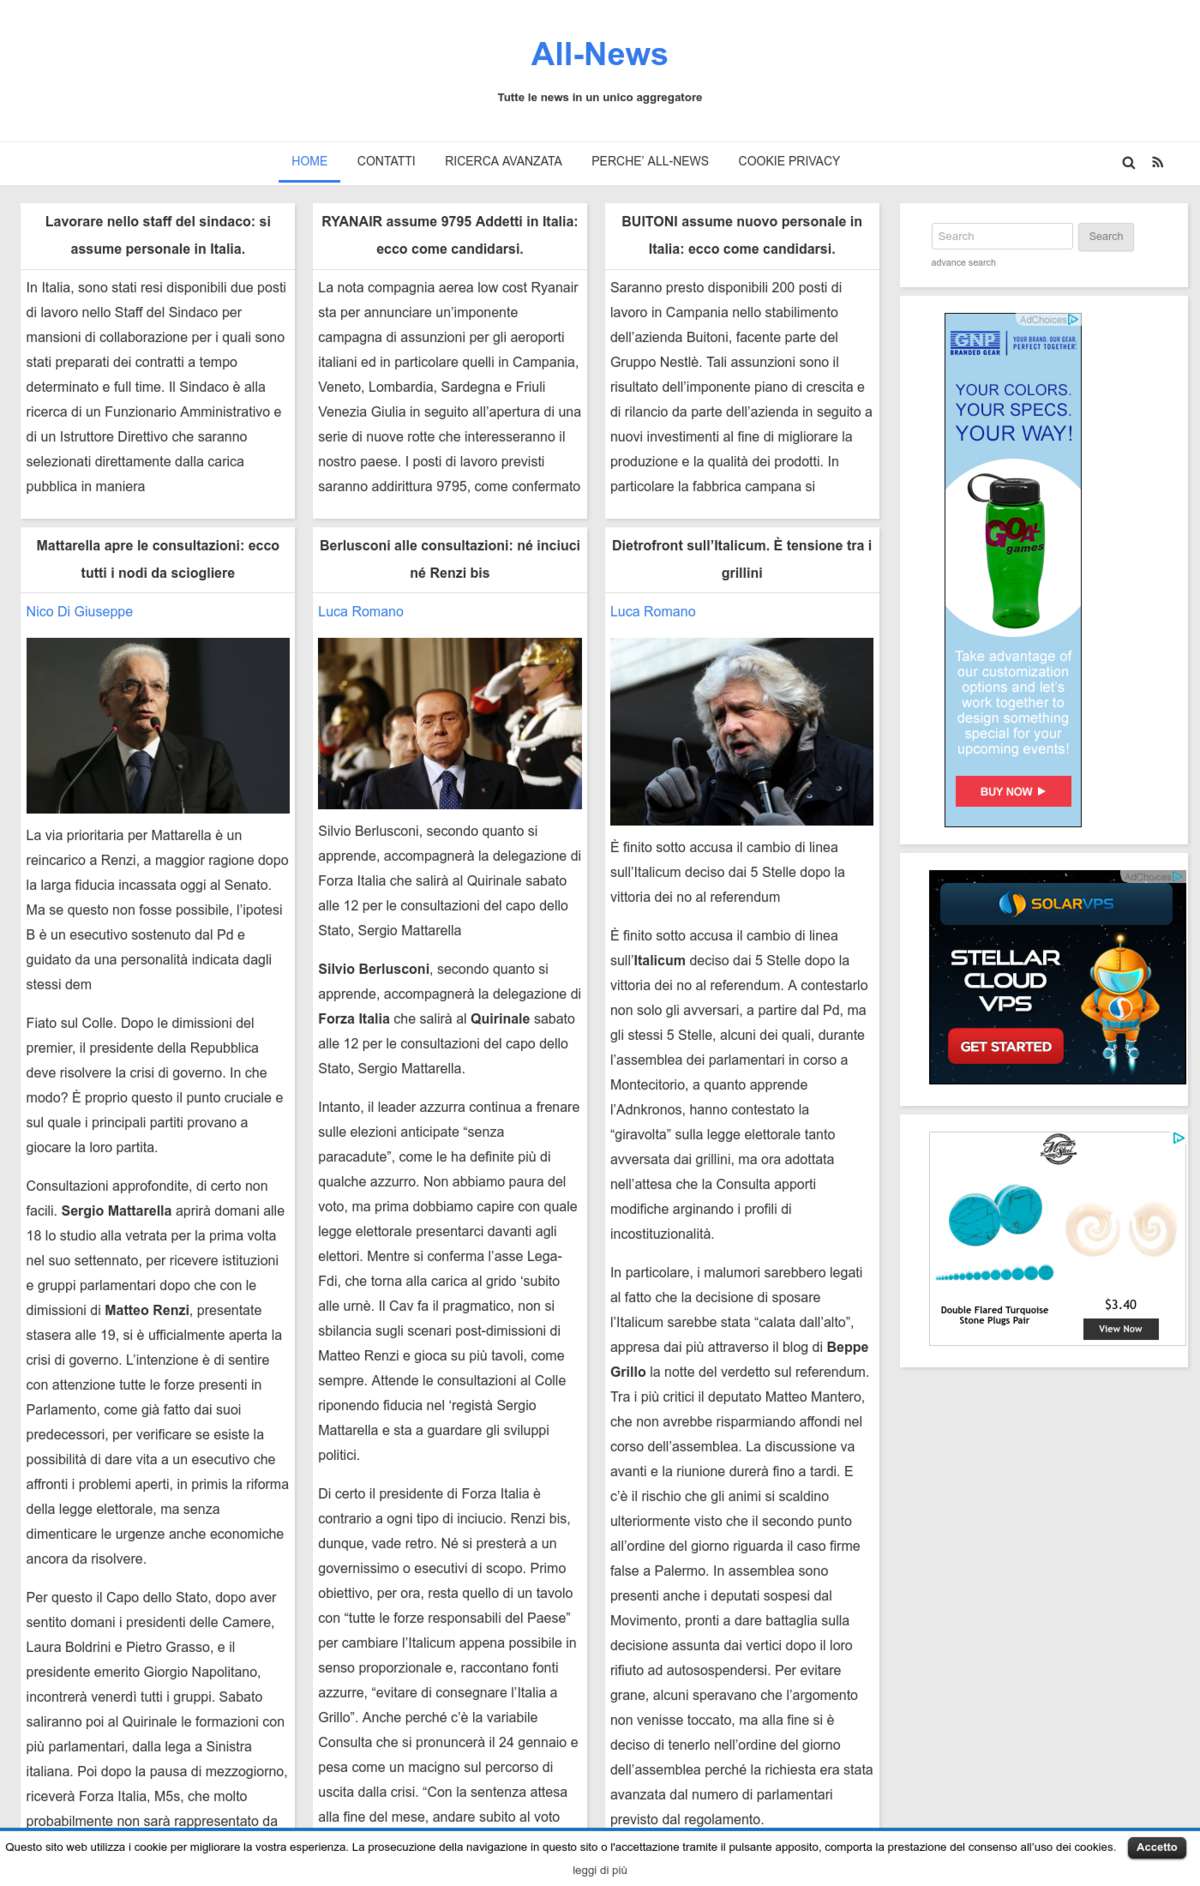 All-News
Tutte le news in un unico aggregatore
HOME
CONTATTI
RICERCA AVANZATA
PERCHE' ALL-NEWS
COOKIE PRIVACY
Lavorare nello staff del sindaco: si
assume personale in Italia.
In Italia, sono stati resi disponibili due posti
di lavoro nello Staff del Sindaco per
mansioni di collaborazione per i quali sono
stati preparati dei contratti a tempo
determinato e full time. Il Sindaco è alla
ricerca di un Funzionario Amministrativo e
di un Istruttore Direttivo che saranno
selezionati direttamente dalla carica
pubblica in maniera
RYANAIR assume 9795 Addetti in Italia:
ecco come candidarsi.
La nota compagnia aerea low cost Ryanair
sta per annunciare un'imponente
campagna di assunzioni per gli aeroporti
italiani ed in particolare quelli in Campania,
Veneto, Lombardia, Sardegna e Friuli
Venezia Giulia in seguito all'apertura di una
serie di nuove rotte che interesseranno il
nostro paese. I posti di lavoro previsti
saranno addirittura 9795, come confermato
BUITONI assume nuovo personale in
Italia: ecco come candidarsi.
Saranno presto disponibili 200 posti di
lavoro in Campania nello stabilimento
dell'azienda Buitoni, facente parte del
Gruppo Nestlè. Tali assunzioni sono il
risultato dell'imponente piano di crescita e
di rilancio da parte dell'azienda in seguito a
nuovi investimenti al fine di migliorare la
produzione e la qualità dei prodotti. In
particolare la fabbrica campana si
Mattarella apre le consultazioni: ecco
tutti i nodi da sciogliere
Nico Di Giuseppe
La via prioritaria per Mattarella è un
reincarico a Renzi, a maggior ragione dopo
la larga fiducia incassata oggi al Senato.
Ma se questo non fosse possibile, l'ipotesi
B è un esecutivo sostenuto dal Pd e
guidato da una personalità indicata dagli
stessi dem
Fiato sul Colle. Dopo le dimissioni del
premier, il presidente della Repubblica
deve risolvere la crisi di governo. In che
modo? È proprio questo il punto cruciale e
sul quale i principali partiti provano a
giocare la loro partita.
Consultazioni approfondite, di certo non
facili. Sergio Mattarella aprirà domani alle
18 lo studio alla vetrata per la prima volta
nel suo settennato, per ricevere istituzioni
e gruppi parlamentari dopo che con le
dimissioni di Matteo Renzi, presentate
stasera alle 19, si è ufficialmente aperta la
crisi di governo. L'intenzione è di sentire
con attenzione tutte le forze presenti in
Parlamento, come già fatto dai suoi
predecessori, per verificare se esiste la
possibilità di dare vita a un esecutivo che
affronti i problemi aperti, in primis la riforma
della legge elettorale, ma senza
dimenticare le urgenze anche economiche
ancora da risolvere.
Per questo il Capo dello Stato, dopo aver
sentito domani i presidenti delle Camere,
Laura Boldrini e Pietro Grasso, e il
presidente emerito Giorgio Napolitano,
incontrerà venerdì tutti i gruppi. Sabato
saliranno poi al Quirinale le formazioni con
più parlamentari, dalla lega a Sinistra
italiana. Poi dopo la pausa di mezzogiorno,
riceverà Forza Italia, M5s, che molto
probabilmente non sarà rappresentato da
Berlusconi alle consultazioni: né inciuci
né Renzi bis
Luca Romano
Silvio Berlusconi, secondo quanto si
apprende, accompagnerà la delegazione di
Forza Italia che salirà al Quirinale sabato
alle 12 per le consultazioni del capo dello
Stato, Sergio Mattarella
Silvio Berlusconi, secondo quanto si
apprende, accompagnerà la delegazione di
Forza Italia che salirà al Quirinale sabato
alle 12 per le consultazioni del capo dello
Stato, Sergio Mattarella.
Intanto, il leader azzurra continua a frenare
sulle elezioni anticipate “senza
paracadute”, come le ha definite più di
qualche azzurro. Non abbiamo paura del
voto, ma prima dobbiamo capire con quale
legge elettorale presentarci davanti agli
elettori. Mentre si conferma l'asse Lega-
Fdi, che torna alla carica al grido ‘subito
alle urnè. Il Cav fa il pragmatico, non si
sbilancia sugli scenari post-dimissioni di
Matteo Renzi e gioca su più tavoli, come
sempre. Attende le consultazioni al Colle
riponendo fiducia nel ‘registà Sergio
Mattarella e sta a guardare gli sviluppi
politici.
Di certo il presidente di Forza Italia è
contrario a ogni tipo di inciucio. Renzi bis,
dunque, vade retro. Né si presterà a un
governissimo o esecutivi di scopo. Primo
obiettivo, per ora, resta quello di un tavolo
con “tutte le forze responsabili del Paese”
per cambiare l'Italicum appena possibile in
senso proporzionale e, raccontano fonti
azzurre, “evitare di consegnare l'Italia a
Grillo”. Anche perché c'è la variabile
Consulta che si pronuncerà il 24 gennaio e
pesa come un macigno sul percorso di
uscita dalla crisi. “Con la sentenza attesa
alla fine del mese, andare subito al voto
Dietrofront sull'Italicum. È tensione tra i
grillini
Luca Romano
È finito sotto accusa il cambio di linea
sull'Italicum deciso dai 5 Stelle dopo la
vittoria dei no al referendum
È finito sotto accusa il cambio di linea
sull'Italicum deciso dai 5 Stelle dopo la
vittoria dei no al referendum. A contestarlo
non solo gli avversari, a partire dal Pd, ma
gli stessi 5 Stelle, alcuni dei quali, durante
l'assemblea dei parlamentari in corso a
Montecitorio, a quanto apprende
l'Adnkronos, hanno contestato la
“giravolta” sulla legge elettorale tanto
avversata dai grillini, ma ora adottata
nell'attesa che la Consulta apporti
modifiche arginando i profili di
incostituzionalità.
In particolare, i malumori sarebbero legati
al fatto che la decisione di sposare
l'Italicum sarebbe stata “calata dall'alto”,
appresa dai più attraverso il blog di Beppe
Grillo la notte del verdetto sul referendum.
Tra i più critici il deputato Matteo Mantero,
che non avrebbe risparmiando affondi nel
corso dell'assemblea. La discussione va
avanti e la riunione durerà fino a tardi. E
c'è il rischio che gli animi si scaldino
ulteriormente visto che il secondo punto
all'ordine del giorno riguarda il caso firme
false a Palermo. In assemblea sono
presenti anche i deputati sospesi dal
Movimento, pronti a dare battaglia sulla
decisione assunta dai vertici dopo il loro
rifiuto ad autosospendersi. Per evitare
grane, alcuni speravano che l'argomento
non venisse toccato, ma alla fine si è
deciso di tenerlo nell'ordine del giorno
dell'assemblea perché la richiesta era stata
avanzata dal numero di parlamentari
previsto dal regolamento.
Search
Search
advance search
AdChoices
GNP
BRANDED GEAR
YOUR BRAND. OUR GEAR.
PERFECT TOGETHER.
YOUR COLORS.
YOUR SPECS.
YOUR WAY!
GOAL
games
Take advantage of
our customization
options and let's
work together to
design something
special for your
upcoming events!
BUY NOW
AdChoices
SOLARVPS
STELLAR
CLOUD
VPS
GET STARTED
Double Flared Turquoise
Stone Plugs Pair
$3.40
View Now
Questo sito web utilizza i cookie per migliorare la vostra esperienza. La prosecuzione della navigazione in questo sito o l'accettazione tramite il pulsante apposito, comporta la prestazione del consenso all'uso dei cookies.
Accetto
leggi di più